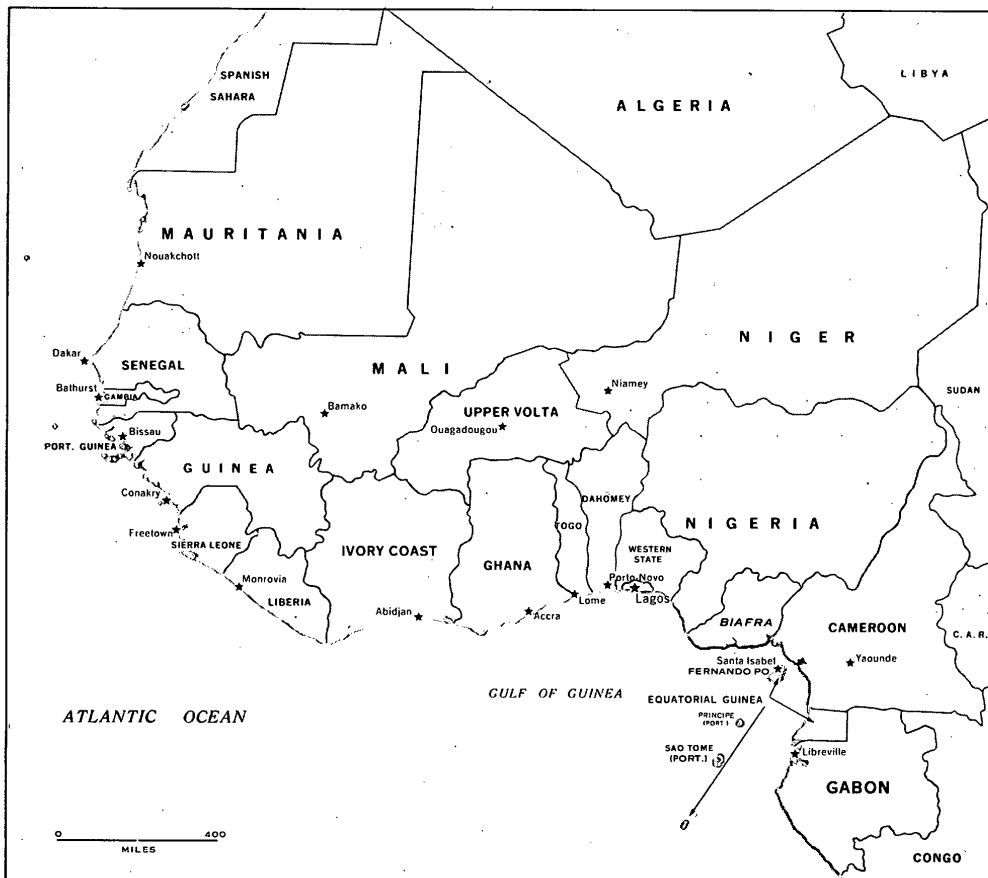 SPANISH
SAHARA
ALGERIA
LIBYA
MAURITANIA
Nouakchott
NIGER
Dakar
SENEGAL
MALI
Niamey
SUDAN
Bathurst
GAMBIA
Bamako
UPPER VOLTA
Ouagadougou
Bissau
PORT. GUINEA
GUINEA
DAHOMEY
Conakry
TOGO
NIGERIA
Freetown
SIERRA LEONE
IVORY COAST
GHANA
WESTERN
STATE
Monrovia
LIBERIA
Porto-Novo
Lagos
Lome
Abidjan
Accra
BIAFRA
CAMEROON
C.A.R.
Yaounde
Santa Isabel
FERNANDO PO
GULF OF GUINEA
EQUATORIAL GUINEA
ATLANTIC OCEAN
PRINCIPE
(PORT.)
SAO TOME
(PORT.)
Libreville
GABON
0 400
MILES
CONGO